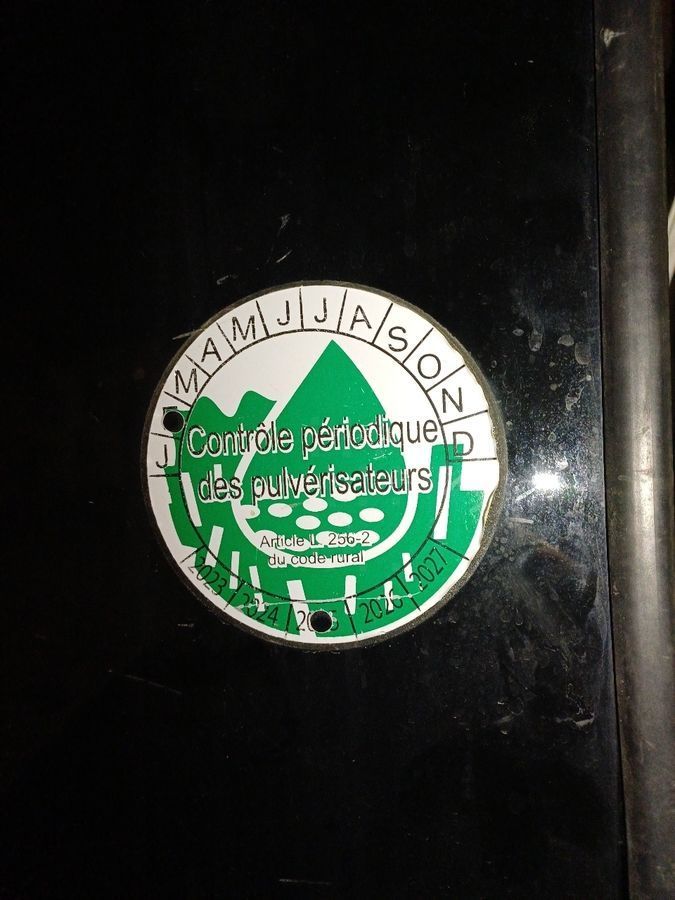 J M A M J J A S O N D
Contrôle périodique
des pulvérisateurs
Article L. 256-2
du code rural
2023 2024 2026 2027